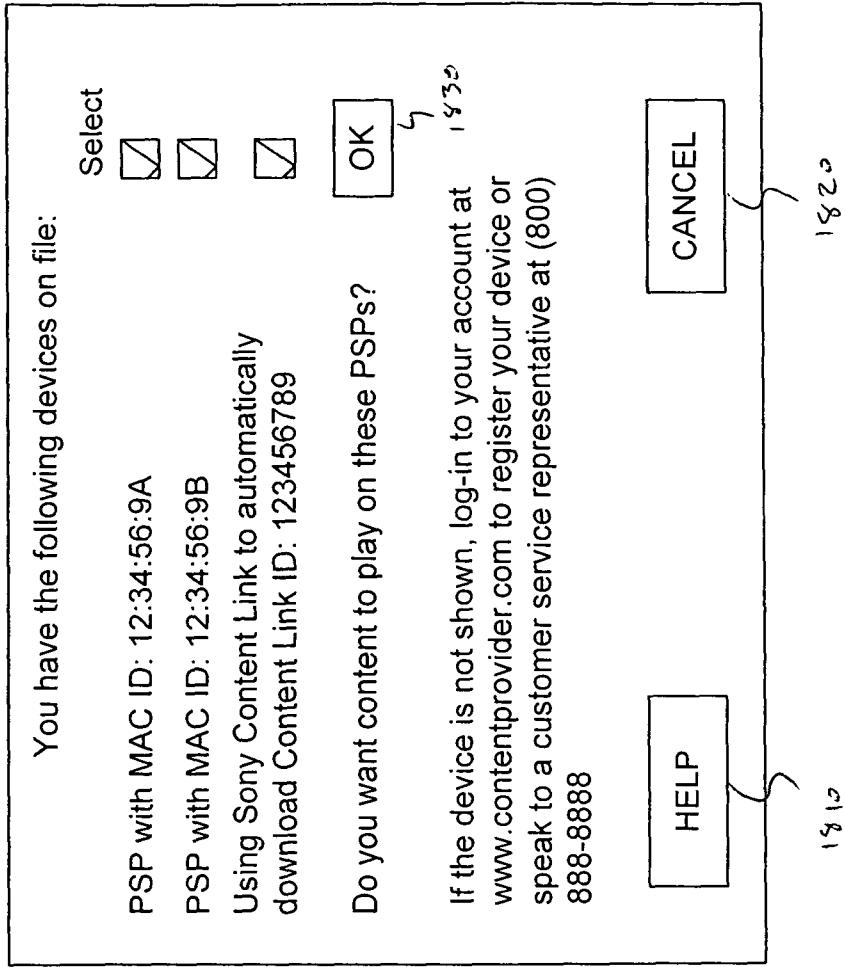 You have the following devices on file:
Select
PSP with MAC ID: 12:34:56:9A
PSP with MAC ID: 12:34:56:9B
Using Sony Content Link to automatically
download Content Link ID: 123456789
Do you want content to play on these PSPs?
OK
1830
If the device is not shown, log-in to your account at
www.contentprovider.com to register your device or
speak to a customer service representative at (800)
888-8888
HELP
CANCEL
1810
1820